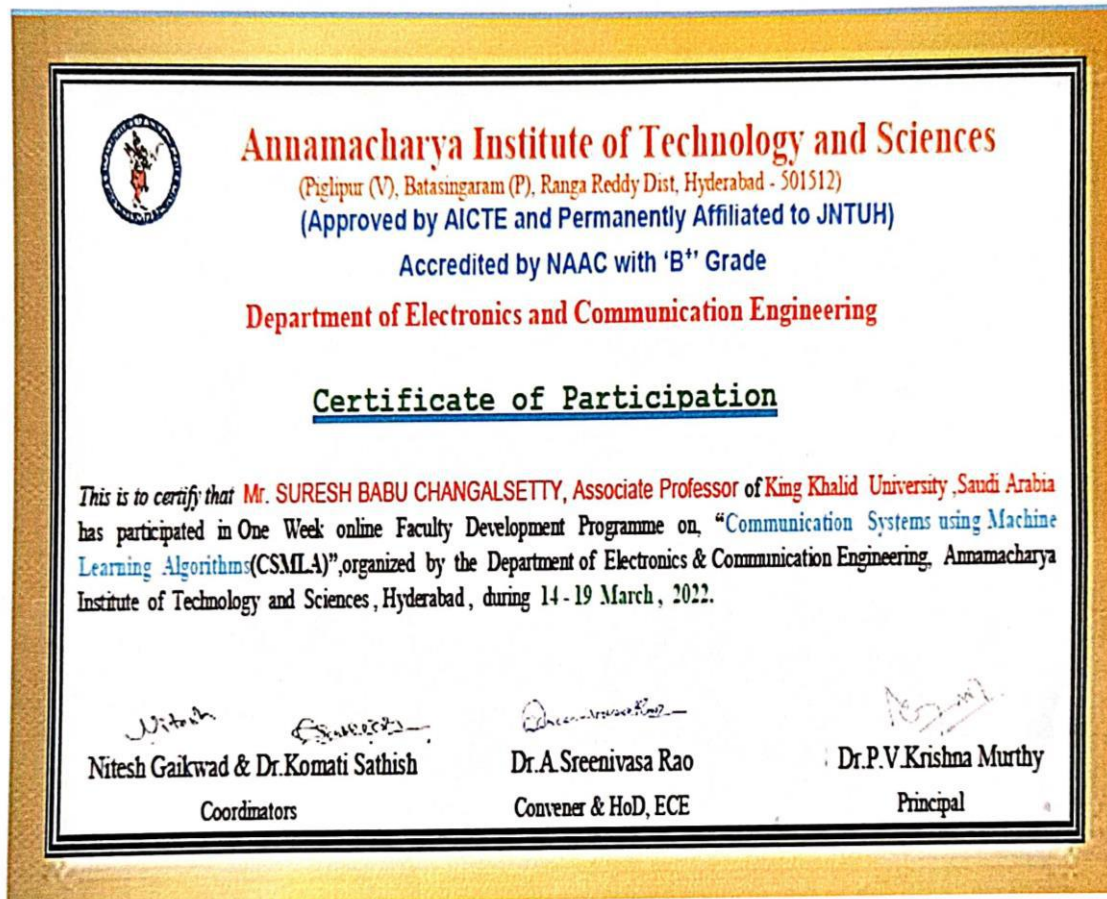 Annamacharya Institute of Technology and Sciences
(Piglipur (V), Batasingaram (P), Ranga Reddy Dist, Hyderabad - 501512)
(Approved by AICTE and Permanently Affiliated to JNTUH)
Accredited by NAAC with ‘B⁺’ Grade
Department of Electronics and Communication Engineering
Certificate of Participation
This is to certify that Mr. SURESH BABU CHANGALSETTY, Associate Professor of King Khalid University ,Saudi Arabia
has participated in One Week online Faculty Development Programme on, “Communication Systems using Machine
Learning Algorithms(CSMLA)”,organized by the Department of Electronics & Communication Engineering, Annamacharya
Institute of Technology and Sciences , Hyderabad , during 14 - 19 March , 2022.
Nitesh
Nitesh Gaikwad & Dr.Komati Sathish
Dr.A.Sreenivasa Rao
Dr.P.V.Krishna Murthy
Coordinators
Convener & HoD, ECE
Principal